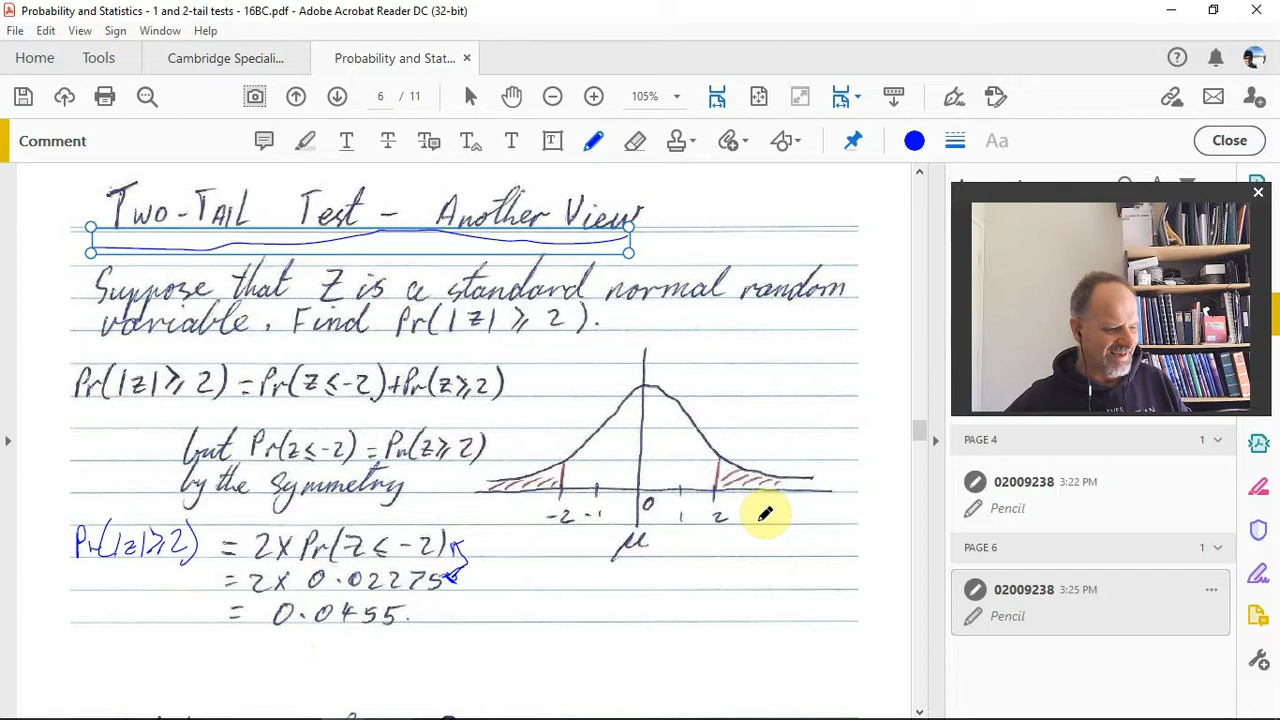 Probability and Statistics - 1 and 2-tail tests - 16BC.pdf - Adobe Acrobat Reader DC (32-bit)
File Edit View Sign Window Help
Home Tools Cambridge Speciali... Probability and Stat... ×
6 / 11 105%
Comment T T T T T Aa Close
Two-Tail Test - Another View
Suppose that Z is a standard normal random
variable. Find Pr(|Z| ⩾ 2).
Pr(|Z| ⩾ 2) = Pr(Z ⩽ -2) + Pr(Z ⩾ 2)
but Pr(Z ⩽ -2) = Pr(Z ⩾ 2)
by the symmetry
-2 -1 0 1 2
μ
Pr(|Z| ⩾ 2) = 2 × Pr(Z ⩽ -2)
= 2 × 0.02275
= 0.0455.
PAGE 4 1
02009238 3:22 PM
Pencil
PAGE 6 1
02009238 3:25 PM
Pencil